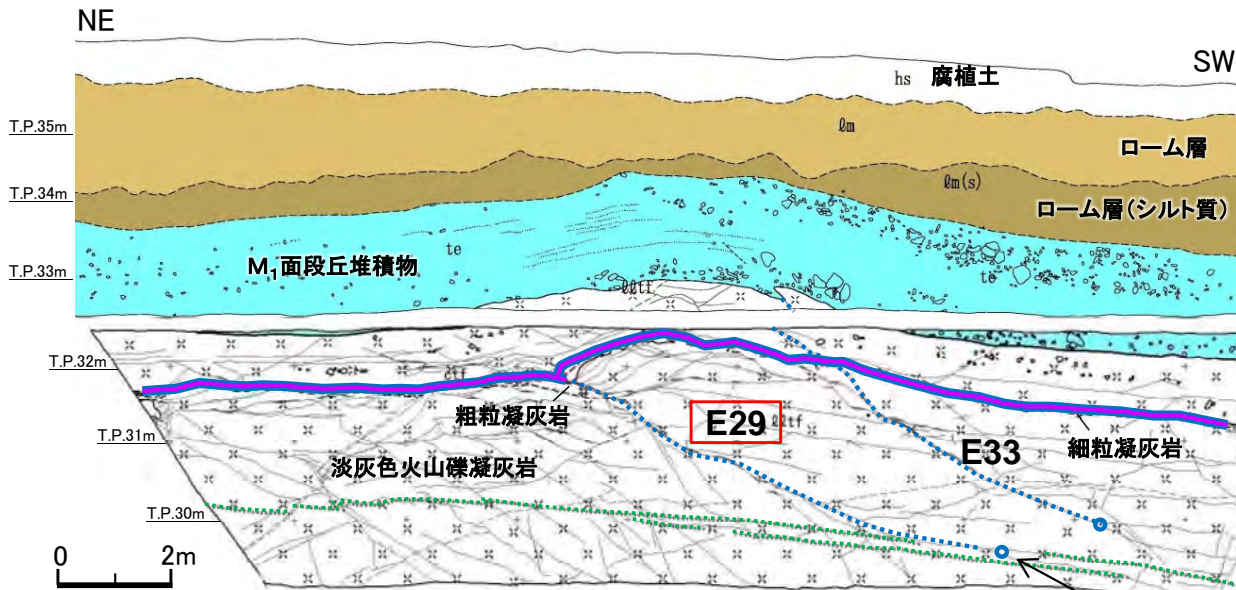 NE
SW
hs 腐植土
T.P.35m
ℓm
ローム層
T.P.34m
ℓm(s)
ローム層(シルト質)
te
M₁面段丘堆積物
T.P.33m
te
ℓℓtf
T.P.32m
ctf
粗粒凝灰岩
E29
ℓℓtf
T.P.31m
E33
細粒凝灰岩
淡灰色火山礫凝灰岩
T.P.30m
0 2m